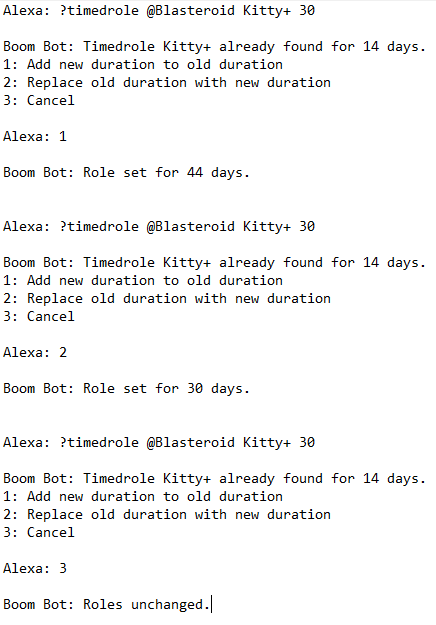 Alexa: ?timedrole @Blasteroid Kitty+ 30
Boom Bot: Timedrole Kitty+ already found for 14 days.
1: Add new duration to old duration
2: Replace old duration with new duration
3: Cancel
Alexa: 1
Boom Bot: Role set for 44 days.
Alexa: ?timedrole @Blasteroid Kitty+ 30
Boom Bot: Timedrole Kitty+ already found for 14 days.
1: Add new duration to old duration
2: Replace old duration with new duration
3: Cancel
Alexa: 2
Boom Bot: Role set for 30 days.
Alexa: ?timedrole @Blasteroid Kitty+ 30
Boom Bot: Timedrole Kitty+ already found for 14 days.
1: Add new duration to old duration
2: Replace old duration with new duration
3: Cancel
Alexa: 3
Boom Bot: Roles unchanged.